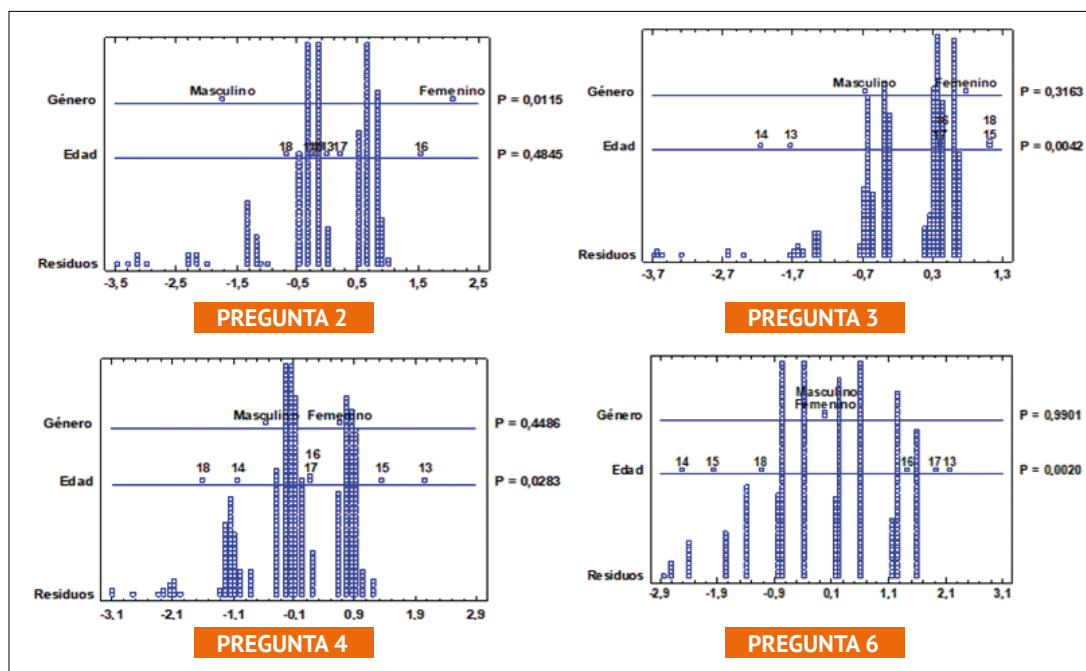 Masculino Femenino
Género P = 0,0115
18 13 17 16
Edad P = 0,4845
Residuos
-3,5 -2,5 -1,5 -0,5 0,5 1,5 2,5
PREGUNTA 2
Masculino Femenino
Género P = 0,3163
16 18
14 13 17 15
Edad P = 0,0042
Residuos
-3,7 -2,7 -1,7 -0,7 0,3 1,3
PREGUNTA 3
Masculino Femenino
Género P = 0,4486
16
18 14 17 15 13
Edad P = 0,0283
Residuos
-3,1 -2,1 -1,1 -0,1 0,9 1,9 2,9
PREGUNTA 4
Masculino
Femenino
Género P = 0,9901
14 15 18 16 17 13
Edad P = 0,0020
Residuos
-2,9 -1,9 -0,9 0,1 1,1 2,1 3,1
PREGUNTA 6